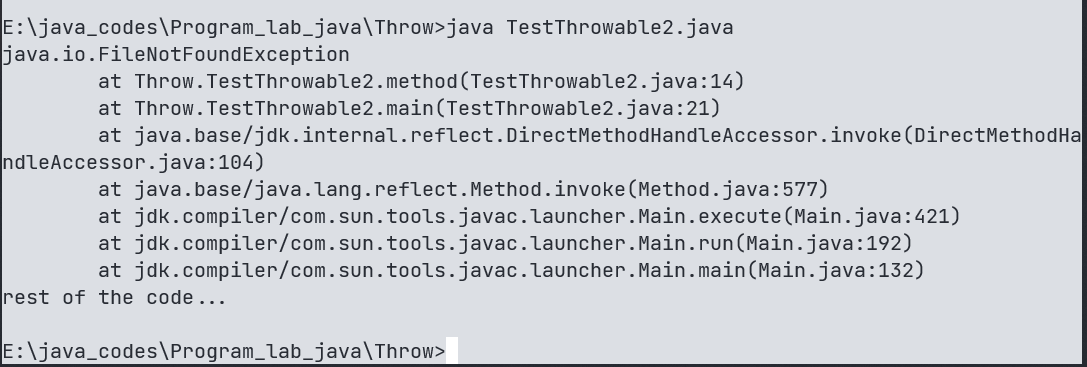 E:\java_codes\Program_lab_java\Throw>java TestThrowable2.java
java.io.FileNotFoundException
        at Throw.TestThrowable2.method(TestThrowable2.java:14)
        at Throw.TestThrowable2.main(TestThrowable2.java:21)
        at java.base/jdk.internal.reflect.DirectMethodHandleAccessor.invoke(DirectMethodHa
ndleAccessor.java:104)
        at java.base/java.lang.reflect.Method.invoke(Method.java:577)
        at jdk.compiler/com.sun.tools.javac.launcher.Main.execute(Main.java:421)
        at jdk.compiler/com.sun.tools.javac.launcher.Main.run(Main.java:192)
        at jdk.compiler/com.sun.tools.javac.launcher.Main.main(Main.java:132)
rest of the code...
E:\java_codes\Program_lab_java\Throw>